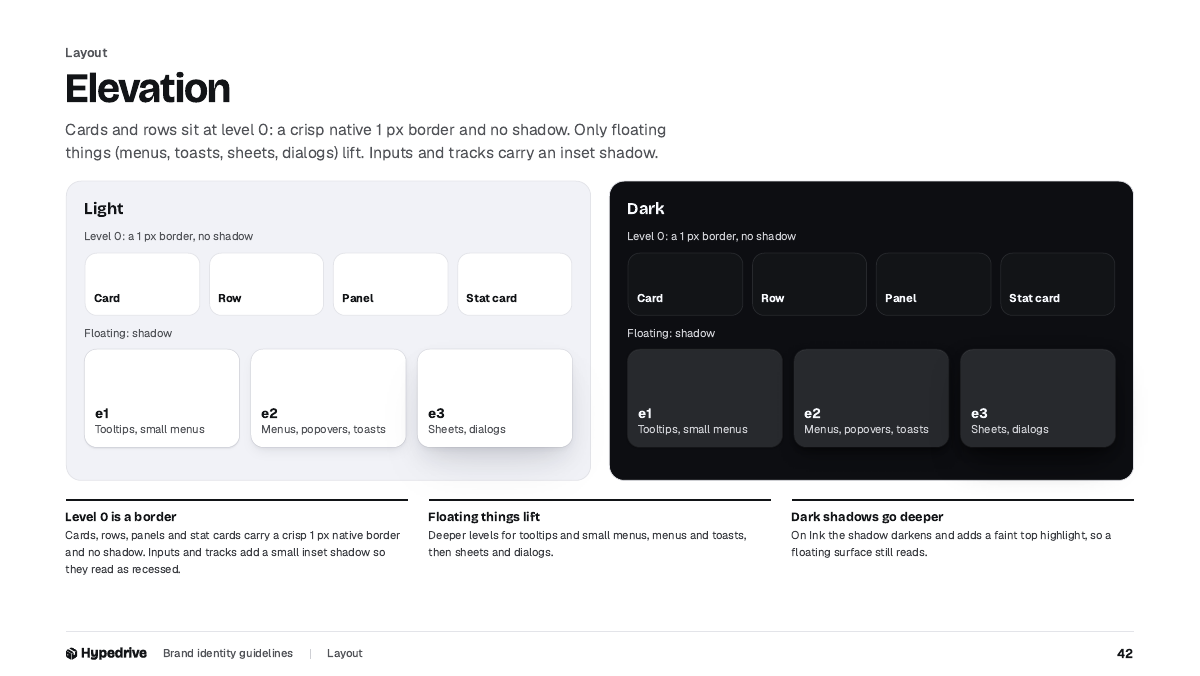 Layout
Elevation
Cards and rows sit at level 0: a crisp native 1 px border and no shadow. Only floating
things (menus, toasts, sheets, dialogs) lift. Inputs and tracks carry an inset shadow.
Light
Level 0: a 1 px border, no shadow
Card
Row
Panel
Stat card
Floating: shadow
e1
Tooltips, small menus
e2
Menus, popovers, toasts
e3
Sheets, dialogs
Dark
Level 0: a 1 px border, no shadow
Card
Row
Panel
Stat card
Floating: shadow
e1
Tooltips, small menus
e2
Menus, popovers, toasts
e3
Sheets, dialogs
Level 0 is a border
Cards, rows, panels and stat cards carry a crisp 1 px native border
and no shadow. Inputs and tracks add a small inset shadow so
they read as recessed.
Floating things lift
Deeper levels for tooltips and small menus, menus and toasts,
then sheets and dialogs.
Dark shadows go deeper
On Ink the shadow darkens and adds a faint top highlight, so a
floating surface still reads.
Hypedrive
Brand identity guidelines
Layout
42